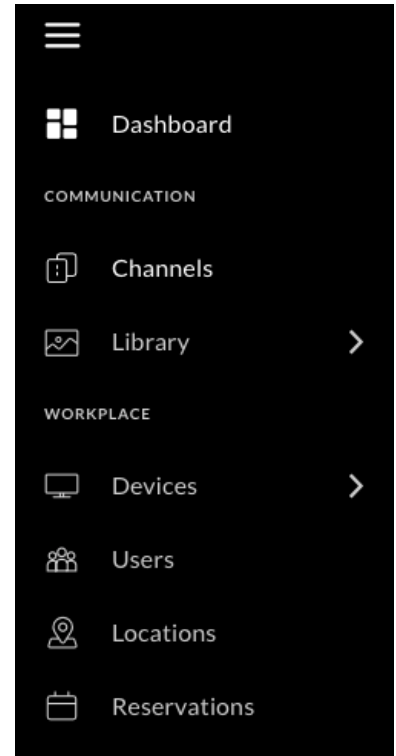 Dashboard
COMMUNICATION
Channels
Library
WORKPLACE
Devices
Users
Locations
Reservations